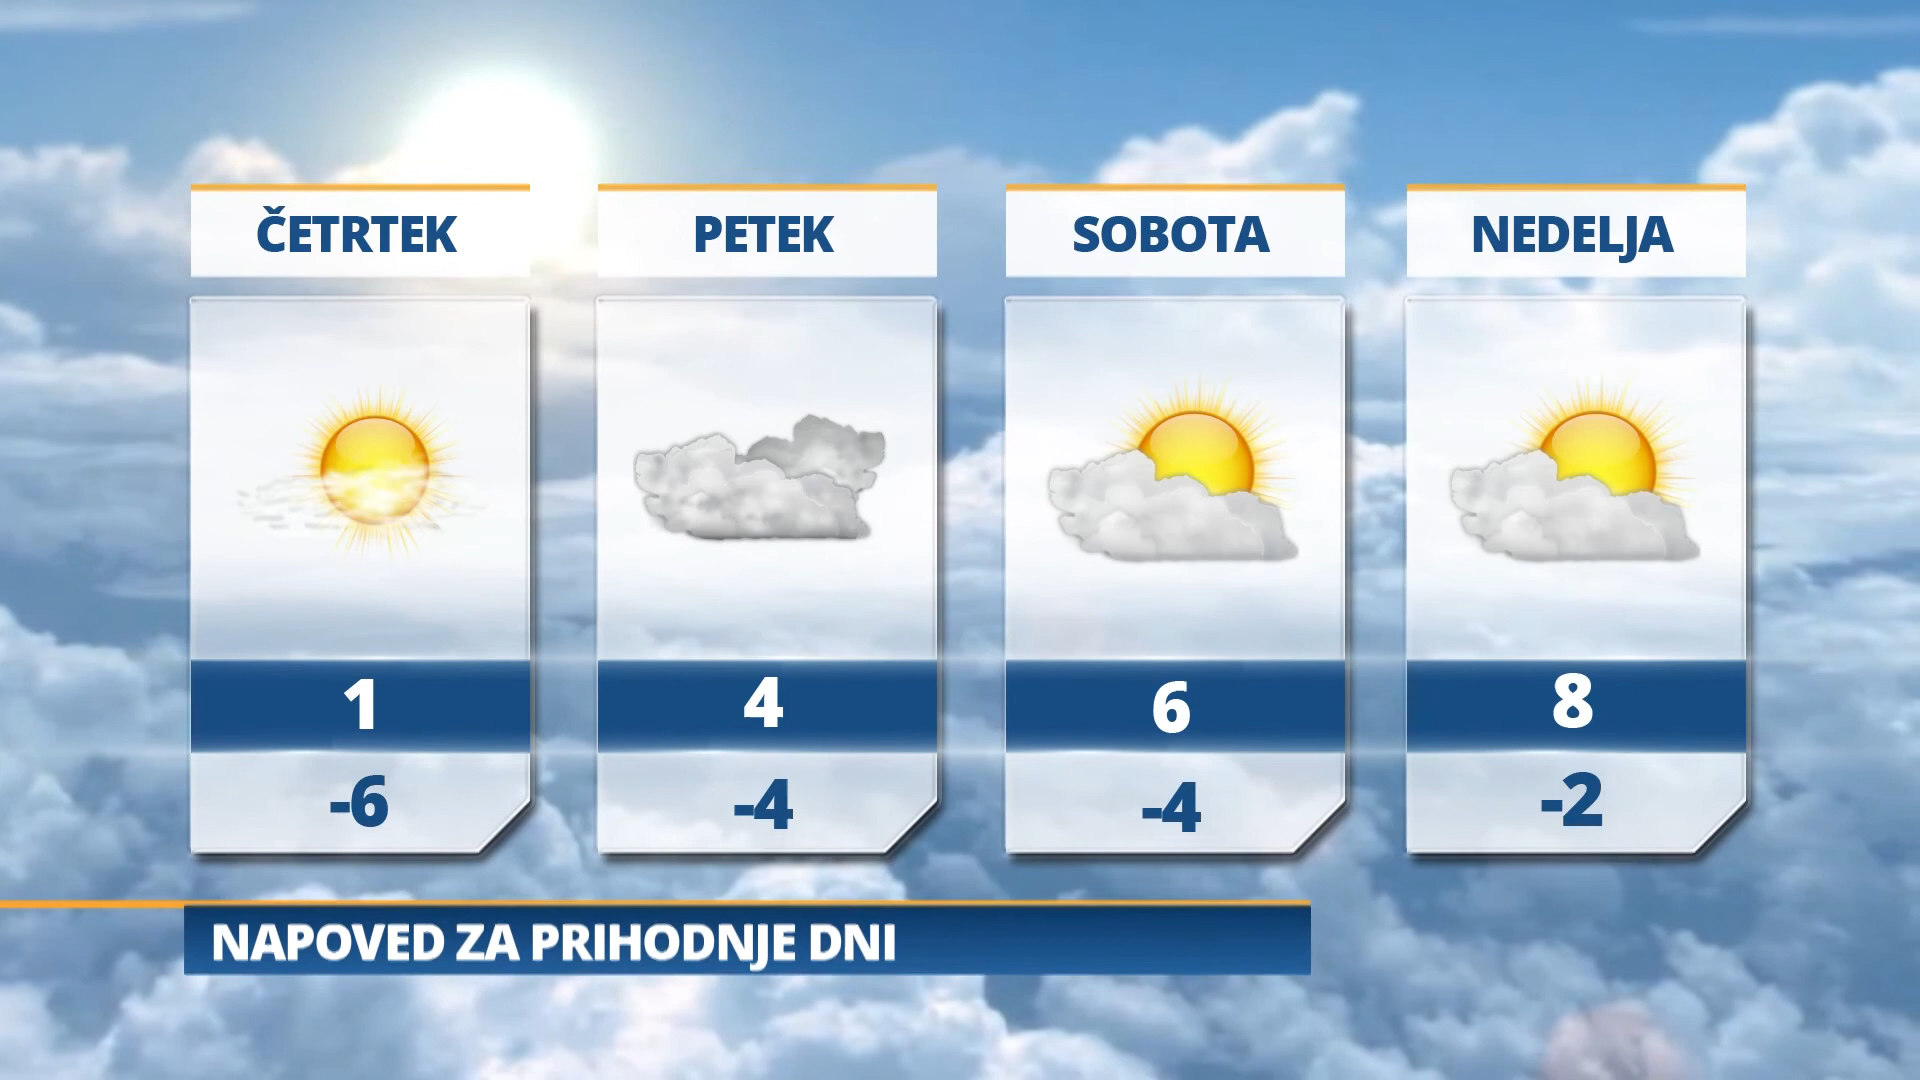 ČETRTEK PETEK SOBOTA NEDELJA
1 4 6 8
-6 -4 -4 -2
NAPOVED ZA PRIHODNJE DNI